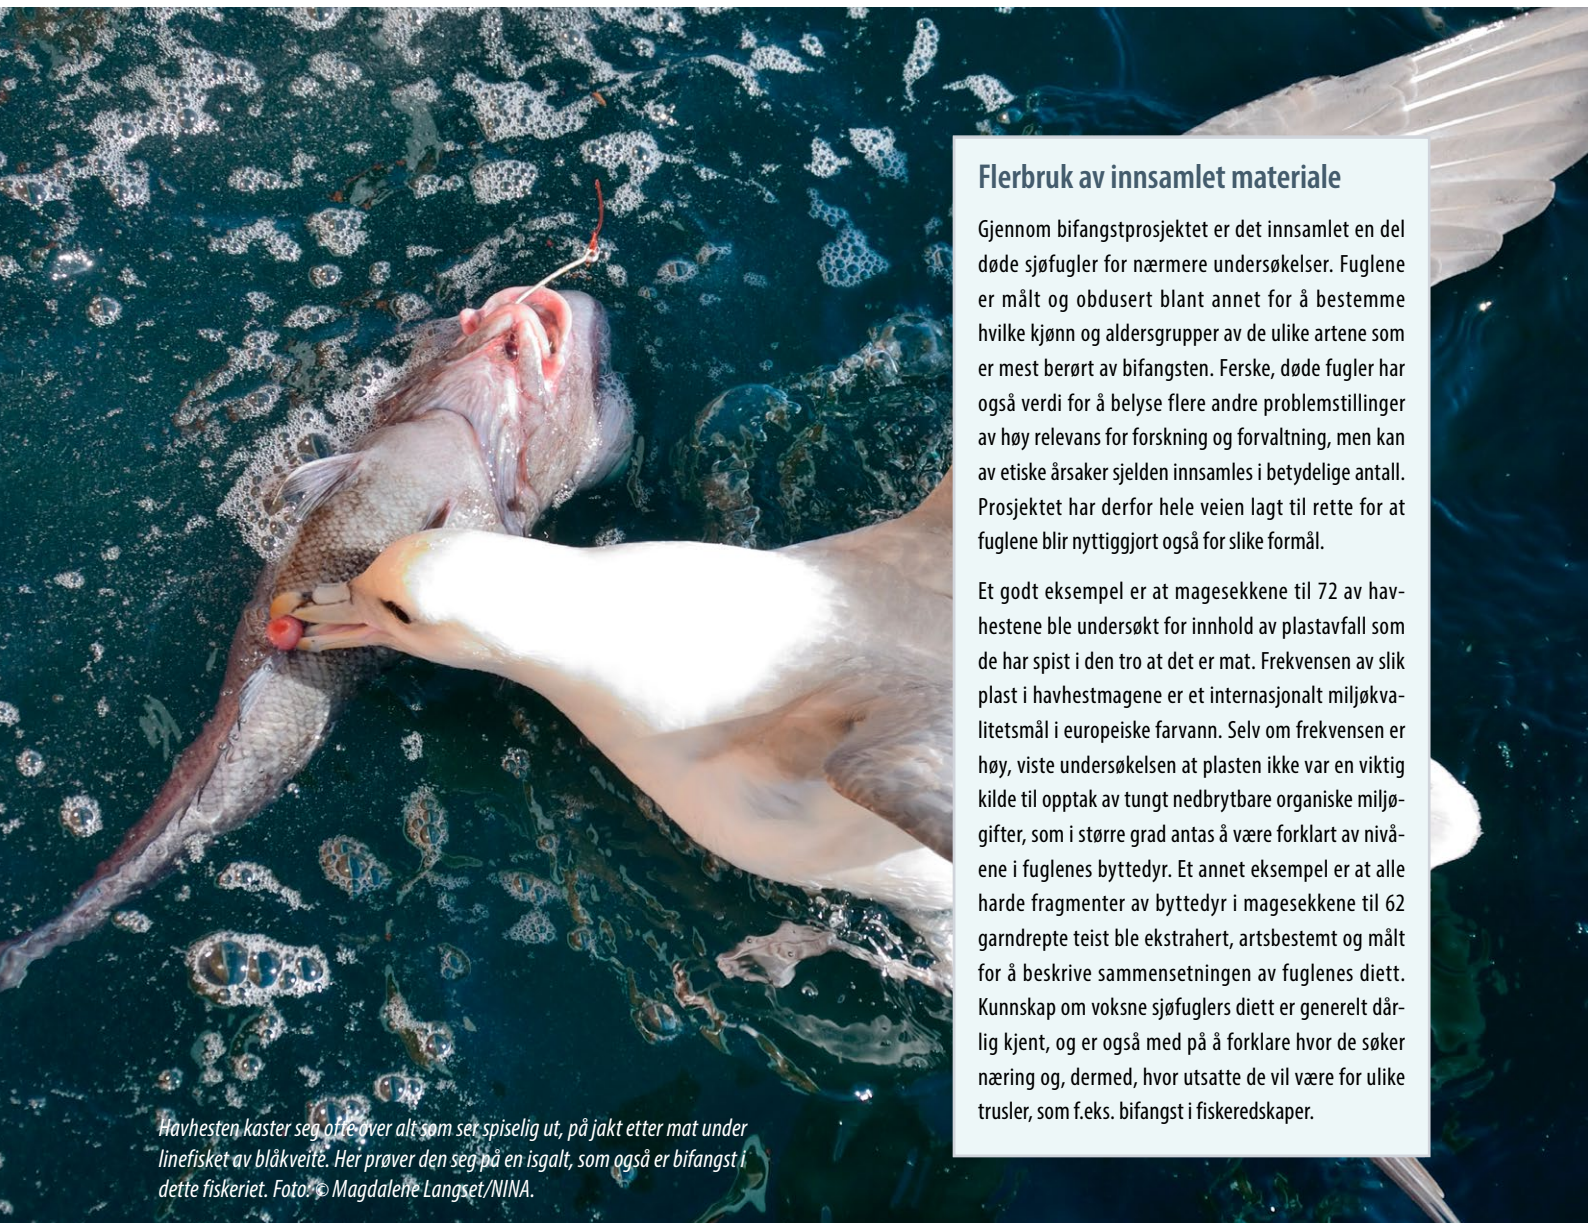 Flerbruk av innsamlet materiale
Gjennom bifangstprosjektet er det innsamlet en del
døde sjøfugler for nærmere undersøkelser. Fuglene
er målt og obdusert blant annet for å bestemme
hvilke kjønn og aldersgrupper av de ulike artene som
er mest berørt av bifangsten. Ferske, døde fugler har
også verdi for å belyse flere andre problemstillinger
av høy relevans for forskning og forvaltning, men kan
av etiske årsaker sjelden innsamles i betydelige antall.
Prosjektet har derfor hele veien lagt til rette for at
fuglene blir nyttiggjort også for slike formål.
Et godt eksempel er at magesekkene til 72 av hav-
hestene ble undersøkt for innhold av plastavfall som
de har spist i den tro at det er mat. Frekvensen av slik
plast i havhestmagene er et internasjonalt miljøkva-
litetsmål i europeiske farvann. Selv om frekvensen er
høy, viste undersøkelsen at plasten ikke var en viktig
kilde til opptak av tungt nedbrytbare organiske miljø-
gifter, som i større grad antas å være forklart av nivå-
ene i fuglenes byttedyr. Et annet eksempel er at alle
harde fragmenter av byttedyr i magesekkene til 62
garndrepte teist ble ekstrahert, artsbestemt og målt
for å beskrive sammensetningen av fuglenes diett.
Kunnskap om voksne sjøfuglers diett er generelt dår-
lig kjent, og er også med på å forklare hvor de søker
næring og, dermed, hvor utsatte de vil være for ulike
trusler, som f.eks. bifangst i fiskeredskaper.
Havhesten kaster seg ofte over alt som ser spiselig ut, på jakt etter mat under
linefisket av blåkveite. Her prøver den seg på en isgalt, som også er bifangst i
dette fiskeriet. Foto: © Magdalene Langset/NINA.